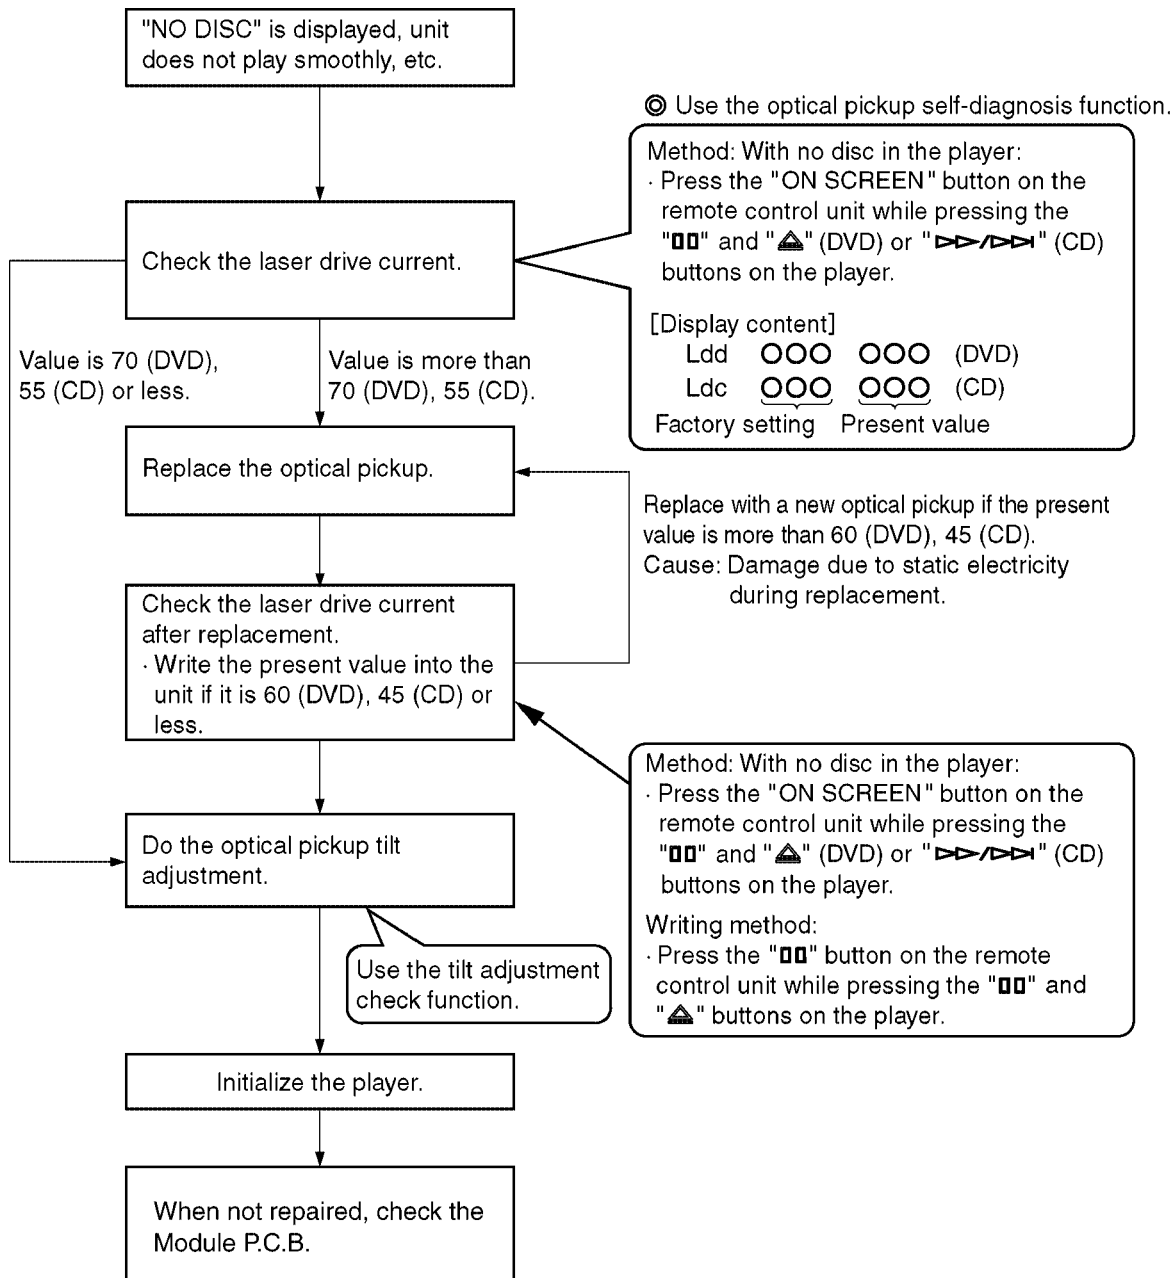 "NO DISC" is displayed, unit
does not play smoothly, etc.
◎ Use the optical pickup self-diagnosis function.
Method: With no disc in the player:
· Press the "ON SCREEN" button on the
remote control unit while pressing the
"▯▯" and "⏏" (DVD) or "▷▷/▷▷|" (CD)
buttons on the player.
[Display content]
Ldd ○○○ ○○○ (DVD)
Ldc ○○○ ○○○ (CD)
Factory setting Present value
Check the laser drive current.
Value is 70 (DVD),
55 (CD) or less.
Value is more than
70 (DVD), 55 (CD).
Replace the optical pickup.
Replace with a new optical pickup if the present
value is more than 60 (DVD), 45 (CD).
Cause: Damage due to static electricity
during replacement.
Check the laser drive current
after replacement.
· Write the present value into the
unit if it is 60 (DVD), 45 (CD) or
less.
Method: With no disc in the player:
· Press the "ON SCREEN" button on the
remote control unit while pressing the
"▯▯" and "⏏" (DVD) or "▷▷/▷▷|" (CD)
buttons on the player.
Writing method:
· Press the "▯▯" button on the remote
control unit while pressing the "▯▯" and
"⏏" buttons on the player.
Do the optical pickup tilt
adjustment.
Use the tilt adjustment
check function.
Initialize the player.
When not repaired, check the
Module P.C.B.